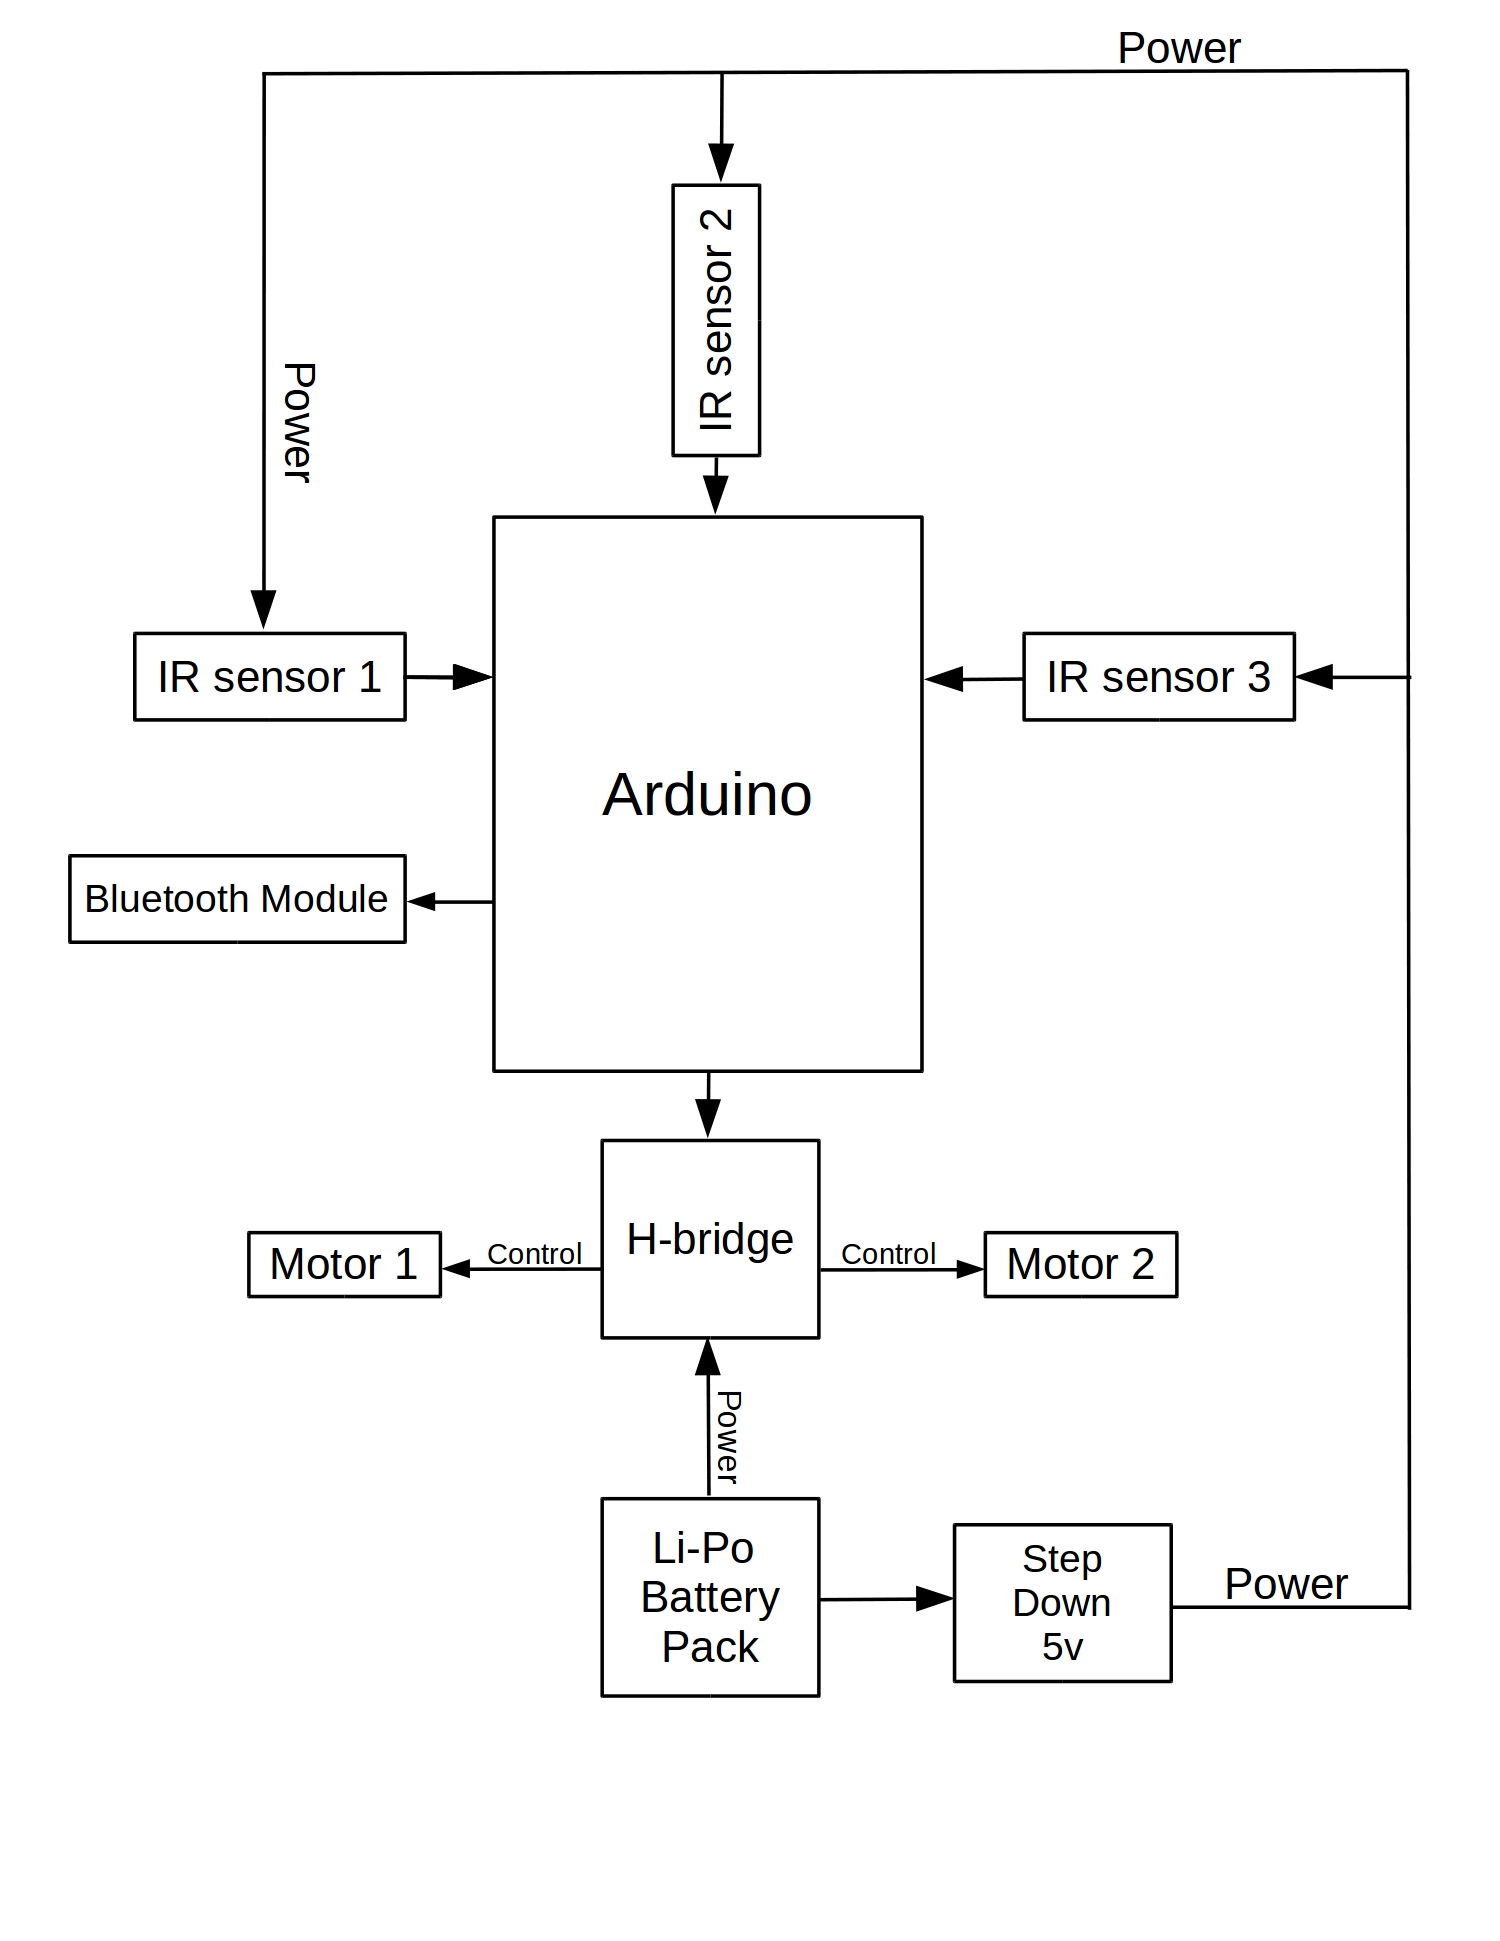 Power
IR sensor 2
Power
IR sensor 1
IR sensor 3
Arduino
Bluetooth Module
H-bridge
Motor 1
Control
Control
Motor 2
Power
Li-Po
Battery
Pack
Step
Down
5v
Power